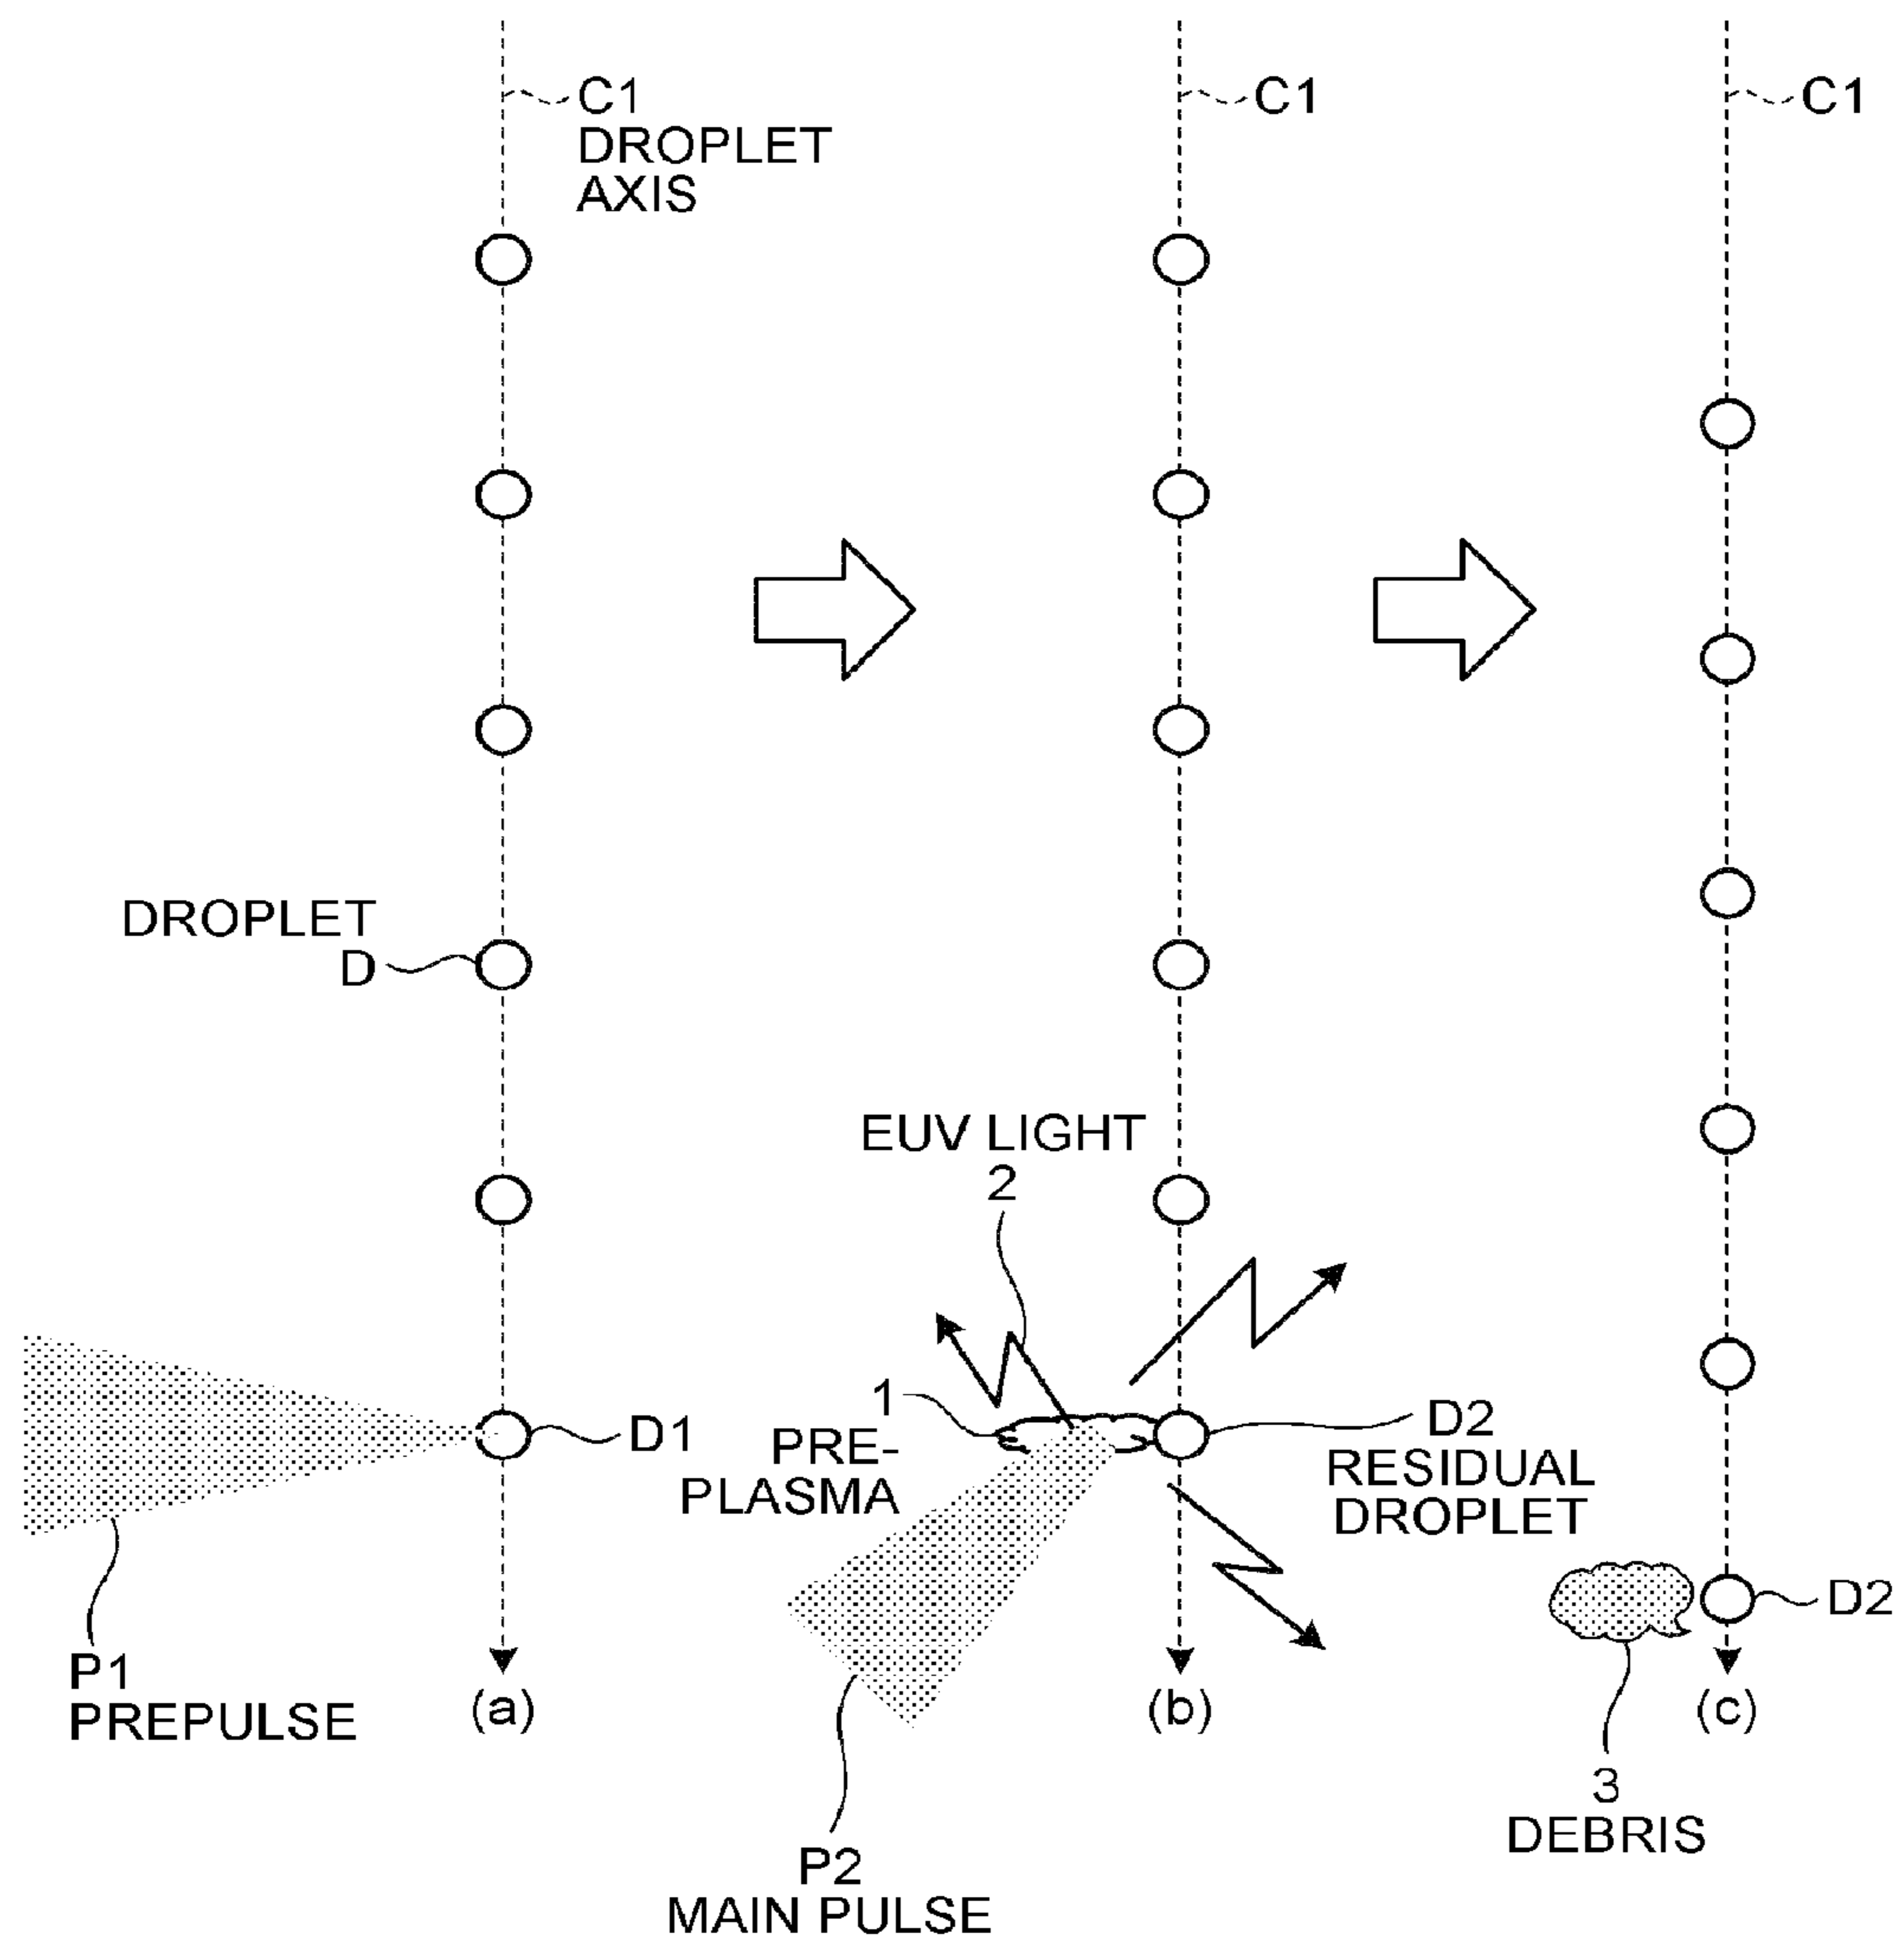 C1
DROPLET
AXIS
C1
C1
DROPLET
D
EUV LIGHT
2
1
PRE-
PLASMA
D1
D2
RESIDUAL
DROPLET
D2
P1
PREPULSE
(a)
(b)
(c)
3
DEBRIS
P2
MAIN PULSE